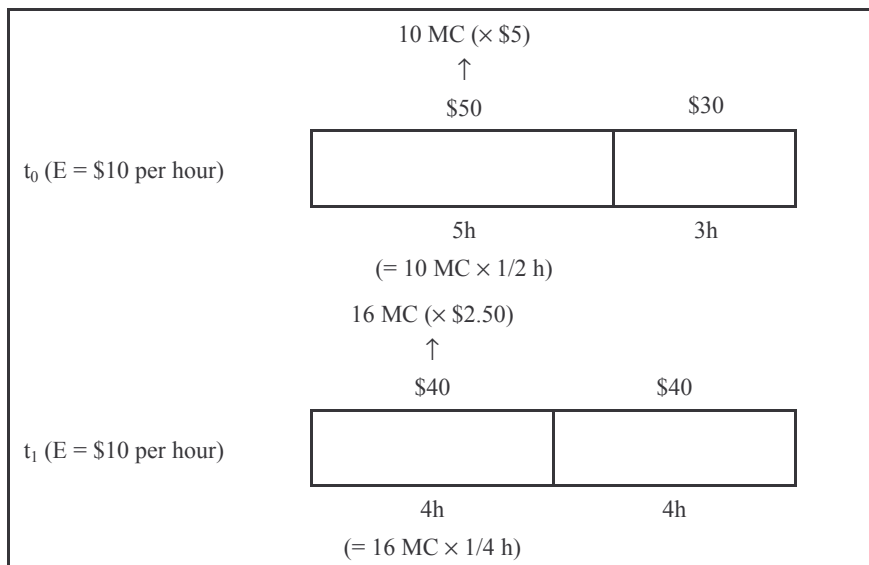 10 MC (× $5)
↑
$50 $30
t₀ (E = $10 per hour)
5h 3h
(= 10 MC × 1/2 h)
16 MC (× $2.50)
↑
$40 $40
t₁ (E = $10 per hour)
4h 4h
(= 16 MC × 1/4 h)